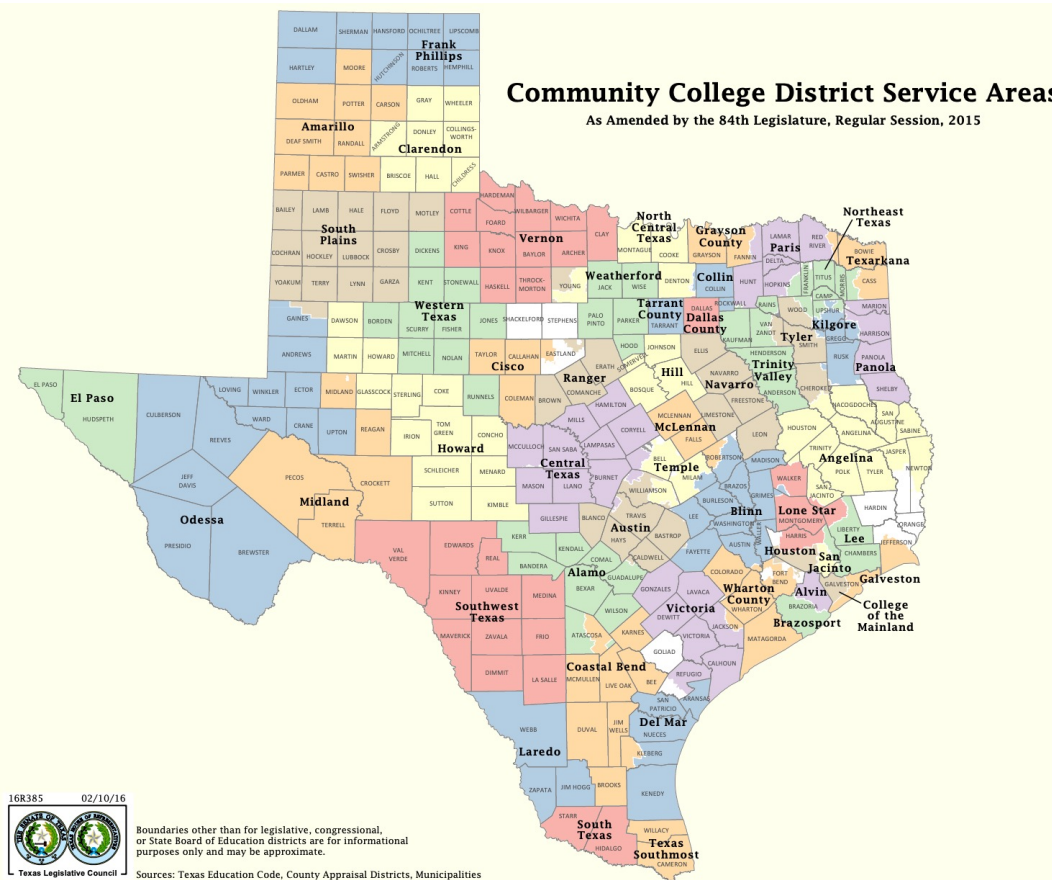 Community College District Service Areas
As Amended by the 84th Legislature, Regular Session, 2015
DALLAM SHERMAN HANSFORD OCHILTREE LIPSCOMB
Frank
Phillips
HARTLEY MOORE HUTCHINSON ROBERTS HEMPHILL
OLDHAM POTTER CARSON GRAY WHEELER
Amarillo
DEAF SMITH RANDALL ARMSTRONG DONLEY COLLINGS-
WORTH
Clarendon
PARMER CASTRO SWISHER BRISCOE HALL CHILDRESS
BAILEY LAMB HALE FLOYD MOTLEY COTTLE HARDEMAN FOARD WILBARGER WICHITA CLAY
South
Plains
Vernon
COCHRAN HOCKLEY LUBBOCK CROSBY DICKENS KING KNOX BAYLOR ARCHER
YOAKUM TERRY LYNN GARZA KENT STONEWALL HASKELL THROCK-
MORTON YOUNG
North
Central
Texas
MONTAGUE COOKE
Grayson
County
GRAYSON FANNIN
Paris
LAMAR RED
RIVER
DELTA
Northeast
Texas
FRANKLIN TITUS MORRIS CAMP
Texarkana
BOWIE CASS
Weatherford
JACK WISE DENTON
Collin
COLLIN HUNT HOPKINS
Western
Texas
GAINES DAWSON BORDEN SCURRY FISHER JONES SHACKELFORD STEPHENS PALO
PINTO PARKER
Tarrant
County
TARRANT
Dallas
County
DALLAS ROCKWALL RAINS WOOD UPSHUR MARION
Kilgore
GREGG HARRISON
KAUFMAN VAN
ZANDT
Tyler
SMITH RUSK PANOLA
Panola
SHELBY
ANDREWS MARTIN HOWARD MITCHELL NOLAN TAYLOR CALLAHAN EASTLAND
Cisco
HOOD SOMERVELL JOHNSON ELLIS HENDERSON
Trinity
Valley
ANDERSON CHEROKEE
Ranger
ERATH COMANCHE BROWN
Hill
HILL BOSQUE
Navarro
NAVARRO FREESTONE LIMESTONE LEON
El Paso
EL PASO HUDSPETH
CULBERSON REEVES LOVING WINKLER ECTOR MIDLAND GLASSCOCK STERLING COKE RUNNELS COLEMAN
WARD CRANE UPTON REAGAN IRION TOM
GREEN CONCHO
Howard
SCHLEICHER MENARD SUTTON KIMBLE
HAMILTON MILLS MCCULLOCH SAN SABA LAMPASAS CORYELL
McLennan
MCLENNAN FALLS
Central
Texas
MASON LLANO BURNET GILLESPIE
Temple
BELL MILAM
NACOGDOCHES SAN
AUGUSTINE SABINE HOUSTON ANGELINA TRINITY
Angelina
POLK TYLER JASPER NEWTON
JEFF
DAVIS PECOS CROCKETT
Midland
TERRELL
Odessa
PRESIDIO BREWSTER
ROBERTSON MADISON BRAZOS GRIMES WALKER SAN
JACINTO
WILLIAMSON TRAVIS BLANCO
Austin
HAYS BASTROP CALDWELL
BURLESON LEE
Blinn
WASHINGTON WALLER AUSTIN FAYETTE
Lone Star
MONTGOMERY HARRIS
HARDIN ORANGE LIBERTY
Lee
CHAMBERS JEFFERSON
Houston
San
Jacinto
VAL
VERDE EDWARDS REAL KERR BANDERA KENDALL COMAL
Alamo
BEXAR GUADALUPE WILSON ATASCOSA
COLORADO
Wharton
County
WHARTON FORT
BEND
Alvin
Galveston
GALVESTON
College
of the
Mainland
BRAZORIA
Brazosport
MATAGORDA
KINNEY UVALDE MEDINA
Southwest
Texas
MAVERICK ZAVALA FRIO
DIMMIT LA SALLE
GONZALES LAVACA DEWITT
Victoria
VICTORIA JACKSON KARNES GOLIAD CALHOUN REFUGIO
Coastal Bend
MCMULLEN LIVE OAK BEE
SAN
PATRICIO ARANSAS
Del Mar
NUECES KLEBERG
WEBB
Laredo
DUVAL JIM
WELLS
ZAPATA JIM HOGG BROOKS KENEDY
STARR
South
Texas
HIDALGO
WILLACY
Texas
Southmost
CAMERON
16R385 02/10/16
THE SENATE OF TEXAS
TEXAS HOUSE OF REPRESENTATIVES
Texas Legislative Council
Boundaries other than for legislative, congressional,
or State Board of Education districts are for informational
purposes only and may be approximate.
Sources: Texas Education Code, County Appraisal Districts, Municipalities